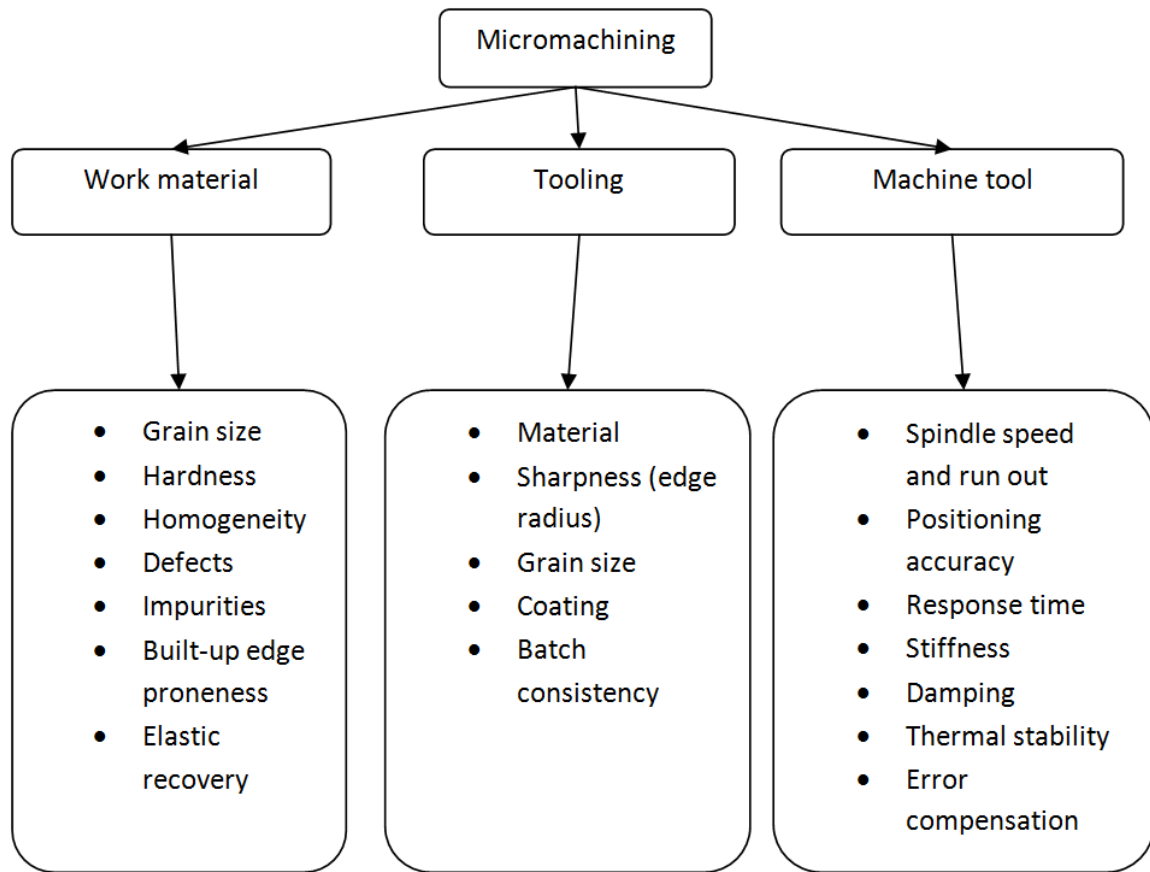 Micromachining
Work material
Tooling
Machine tool
• Grain size
• Hardness
• Homogeneity
• Defects
• Impurities
• Built-up edge
proneness
• Elastic
recovery
• Material
• Sharpness (edge
radius)
• Grain size
• Coating
• Batch
consistency
• Spindle speed
and run out
• Positioning
accuracy
• Response time
• Stiffness
• Damping
• Thermal stability
• Error
compensation